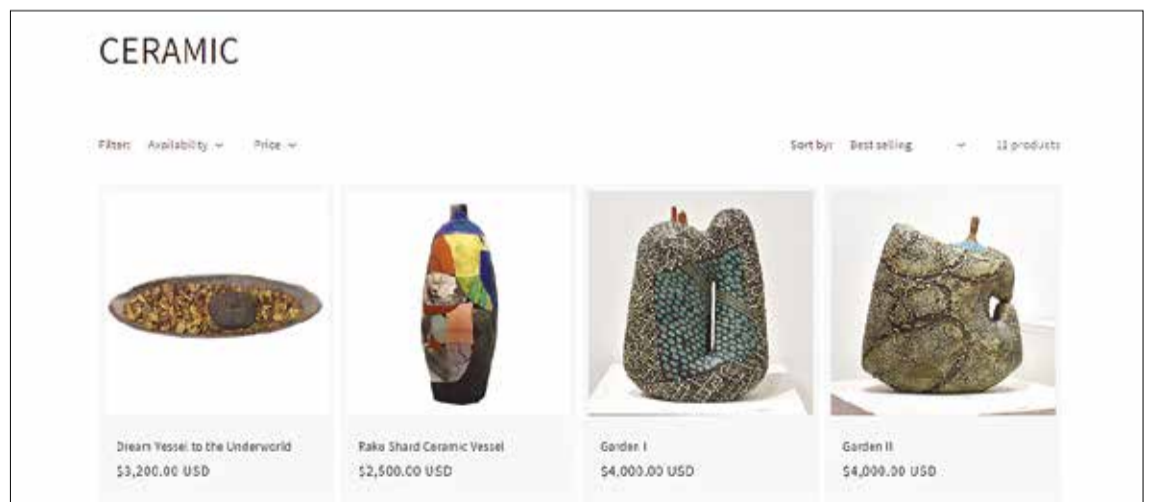 CERAMIC
Filter: Availability Price Sort by: Best selling products
Dream Vessel to the Underworld Raku Shard Ceramic Vessel Garden I Garden II
$3,200.00 USD $2,500.00 USD $4,000.00 USD $4,000.00 USD